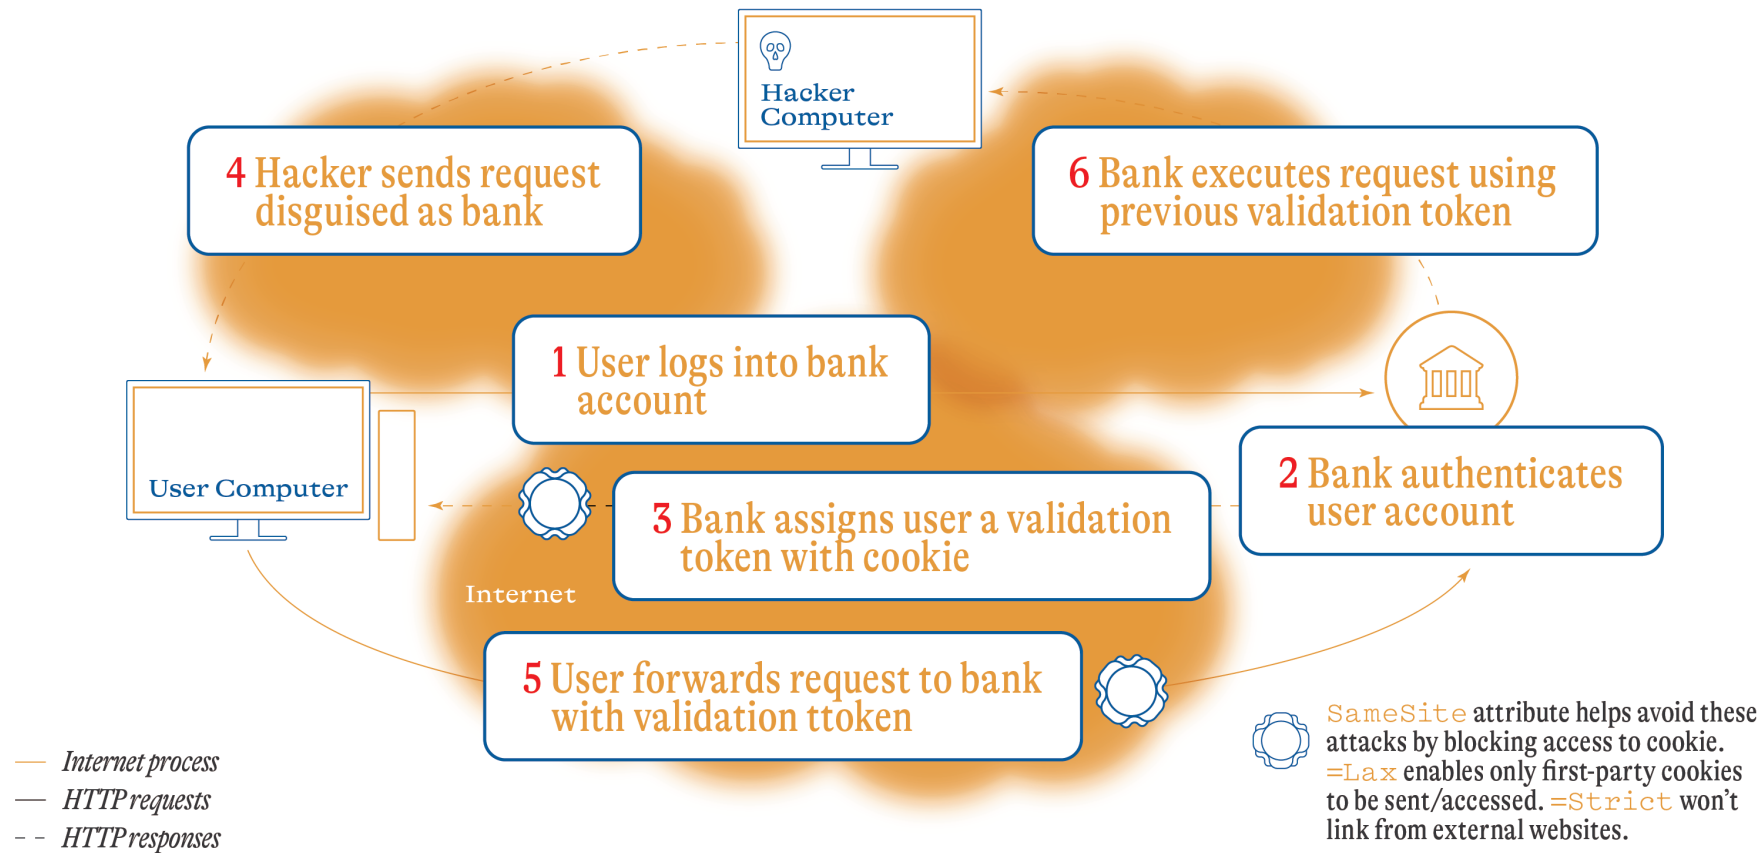 Hacker
Computer
4 Hacker sends request
disguised as bank
6 Bank executes request using
previous validation token
1 User logs into bank
account
User Computer
2 Bank authenticates
user account
3 Bank assigns user a validation
token with cookie
Internet
5 User forwards request to bank
with validation ttoken
Internet process
HTTP requests
HTTP responses
SameSite attribute helps avoid these
attacks by blocking access to cookie.
=Lax enables only first-party cookies
to be sent/accessed. =Strict won’t
link from external websites.